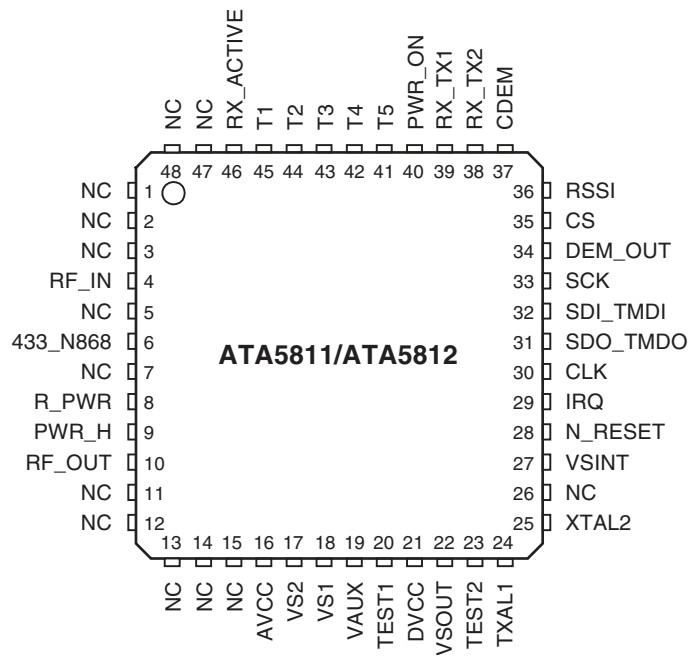 NC
NC
RX_ACTIVE
T1
T2
T3
T4
T5
PWR_ON
RX_TX1
RX_TX2
CDEM
48 47 46 45 44 43 42 41 40 39 38 37
NC 1 36 RSSI
NC 2 35 CS
NC 3 34 DEM_OUT
RF_IN 4 33 SCK
NC 5 32 SDI_TMDI
433_N868 6 31 SDO_TMDO
ATA5811/ATA5812
NC 7 30 CLK
R_PWR 8 29 IRQ
PWR_H 9 28 N_RESET
RF_OUT 10 27 VSINT
NC 11 26 NC
NC 12 25 XTAL2
13 14 15 16 17 18 19 20 21 22 23 24
NC
NC
NC
AVCC
VS2
VS1
VAUX
TEST1
DVCC
VSOUT
TEST2
TXAL1